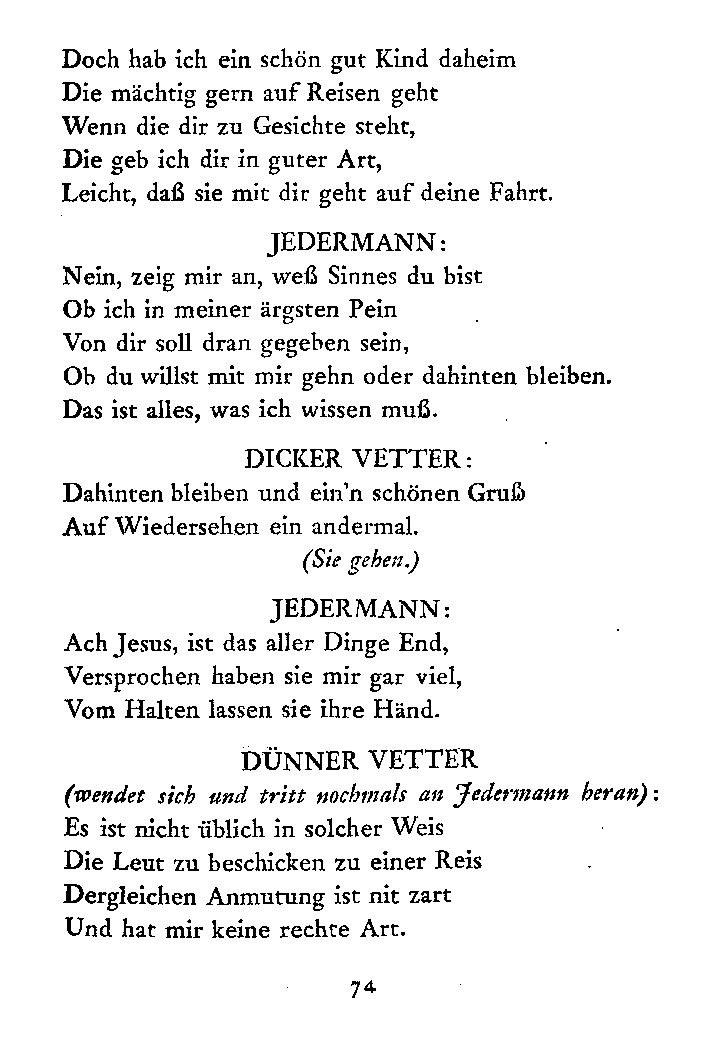 Doch hab ich ein schön gut Kind daheim
Die mächtig gern auf Reisen geht
Wenn die dir zu Gesichte steht,
Die geb ich dir in guter Art,
Leicht, daß sie mit dir geht auf deine Fahrt.
JEDERMANN:
Nein, zeig mir an, weß Sinnes du bist
Ob ich in meiner ärgsten Pein
Von dir soll dran gegeben sein,
Ob du willst mit mir gehn oder dahinten bleiben.
Das ist alles, was ich wissen muß.
DICKER VETTER:
Dahinten bleiben und ein'n schönen Gruß
Auf Wiedersehen ein andermal.
(Sie gehen.)
JEDERMANN:
Ach Jesus, ist das aller Dinge End,
Versprochen haben sie mir gar viel,
Vom Halten lassen sie ihre Händ.
DÜNNER VETTER
(wendet sich und tritt nochmals an Jedermann heran):
Es ist nicht üblich in solcher Weis
Die Leut zu beschicken zu einer Reis
Dergleichen Anmutung ist nit zart
Und hat mir keine rechte Art.
74